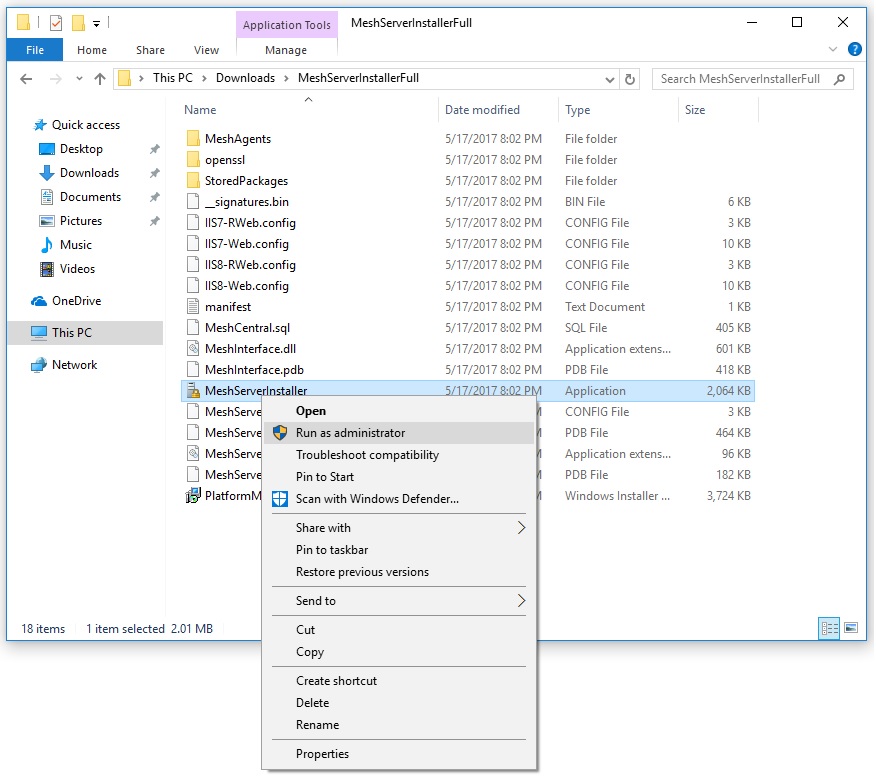 Application Tools MeshServerInstallerFull
File Home Share View Manage
This PC Downloads MeshServerInstallerFull Search MeshServerInstallerFull
Name Date modified Type Size
Quick access
Desktop
Downloads
Documents
Pictures
Music
Videos
OneDrive
This PC
Network
MeshAgents 5/17/2017 8:02 PM File folder
openssl 5/17/2017 8:02 PM File folder
StoredPackages 5/17/2017 8:02 PM File folder
__signatures.bin 5/17/2017 8:02 PM BIN File 6 KB
IIS7-RWeb.config 5/17/2017 8:02 PM CONFIG File 3 KB
IIS7-Web.config 5/17/2017 8:02 PM CONFIG File 10 KB
IIS8-RWeb.config 5/17/2017 8:02 PM CONFIG File 3 KB
IIS8-Web.config 5/17/2017 8:02 PM CONFIG File 10 KB
manifest 5/17/2017 8:02 PM Text Document 1 KB
MeshCentral.sql 5/17/2017 8:02 PM SQL File 405 KB
MeshInterface.dll 5/17/2017 8:02 PM Application extens... 601 KB
MeshInterface.pdb 5/17/2017 8:02 PM PDB File 418 KB
MeshServerInstaller 5/17/2017 8:02 PM Application 2,064 KB
MeshServe CONFIG File 3 KB
MeshServe PDB File 464 KB
MeshServe Application extens... 96 KB
MeshServe PDB File 182 KB
PlatformM Windows Installer ... 3,724 KB
Open
Run as administrator
Troubleshoot compatibility
Pin to Start
Scan with Windows Defender...
Share with
Pin to taskbar
Restore previous versions
Send to
Cut
Copy
Create shortcut
Delete
Rename
Properties
18 items 1 item selected 2.01 MB